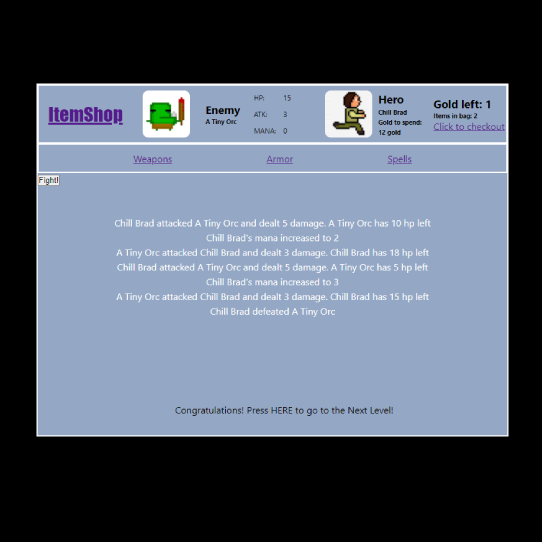 ItemShop
Enemy
A Tiny Orc
HP: 15
ATK: 3
MANA: 0
Hero
Chill Brad
Gold to spend:
12 gold
Gold left: 1
Items in bag: 2
Click to checkout
Weapons Armor Spells
Fight!
Chill Brad attacked A Tiny Orc and dealt 5 damage. A Tiny Orc has 10 hp left
Chill Brad's mana increased to 2
A Tiny Orc attacked Chill Brad and dealt 3 damage. Chill Brad has 18 hp left
Chill Brad attacked A Tiny Orc and dealt 5 damage. A Tiny Orc has 5 hp left
Chill Brad's mana increased to 3
A Tiny Orc attacked Chill Brad and dealt 3 damage. Chill Brad has 15 hp left
Chill Brad defeated A Tiny Orc
Congratulations! Press HERE to go to the Next Level!